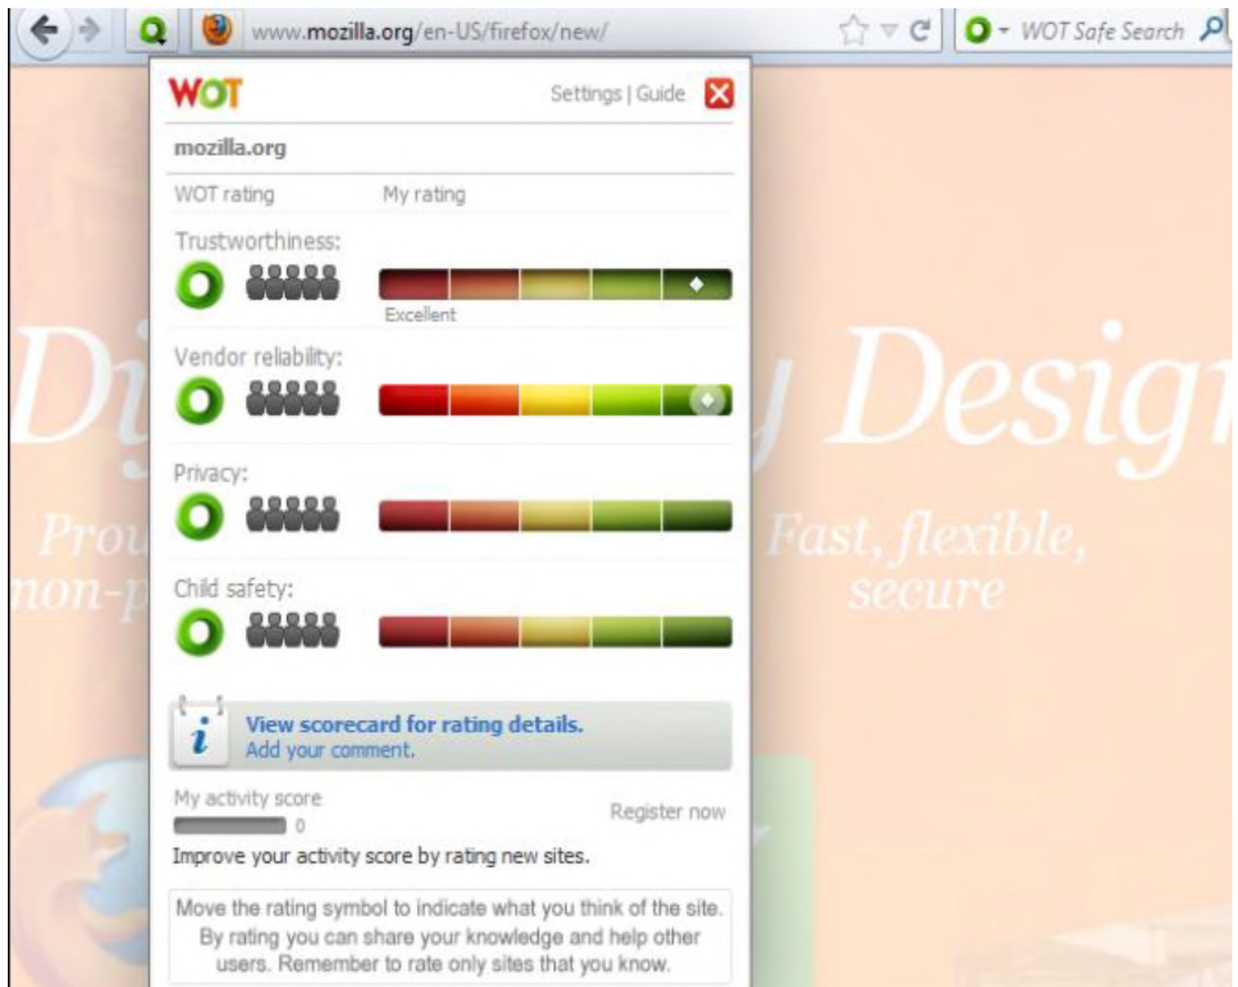 www.mozilla.org/en-US/firefox/new/
WOT Safe Search
WOT
Settings | Guide
mozilla.org
WOT rating
My rating
Trustworthiness:
Excellent
Vendor reliability:
Privacy:
Child safety:
View scorecard for rating details.
Add your comment.
My activity score
0
Register now
Improve your activity score by rating new sites.
Move the rating symbol to indicate what you think of the site.
By rating you can share your knowledge and help other
users. Remember to rate only sites that you know.
Di
y Desig
Prou
non-p
Fast, flexible,
secure